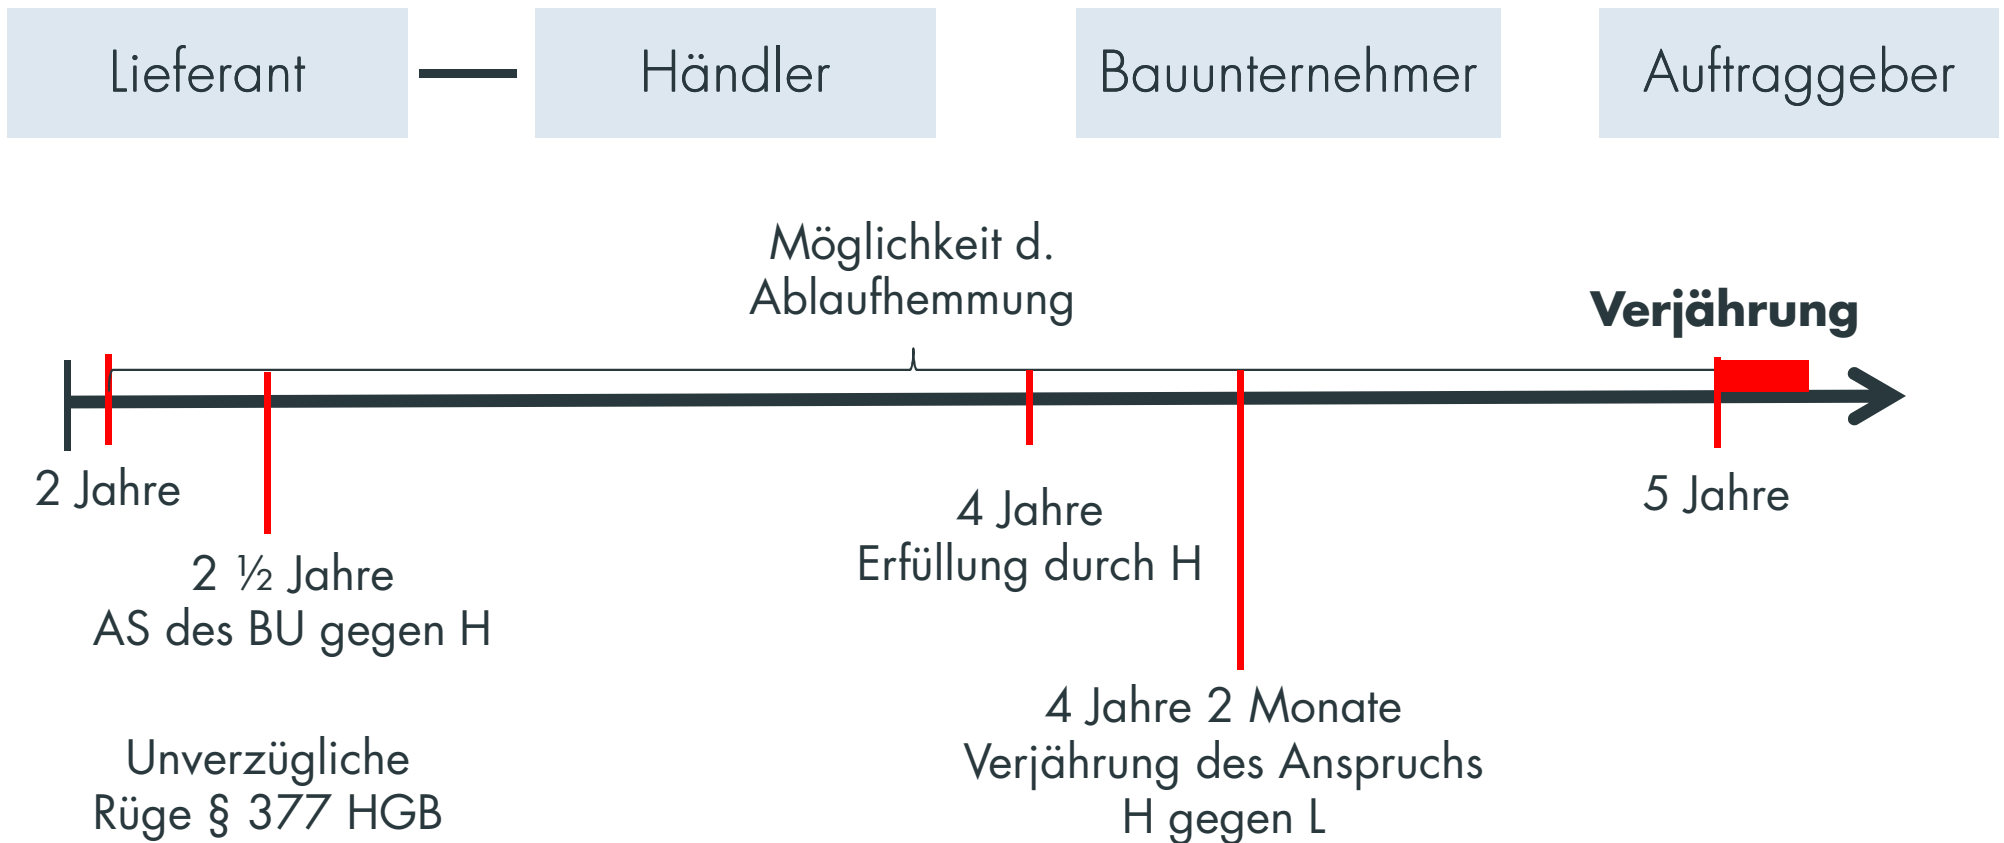 Lieferant
Händler
Bauunternehmer
Auftraggeber
Möglichkeit d.
Ablaufhemmung
Verjährung
2 Jahre
2 ½ Jahre
AS des BU gegen H
Unverzügliche
Rüge § 377 HGB
4 Jahre
Erfüllung durch H
4 Jahre 2 Monate
Verjährung des Anspruchs
H gegen L
5 Jahre